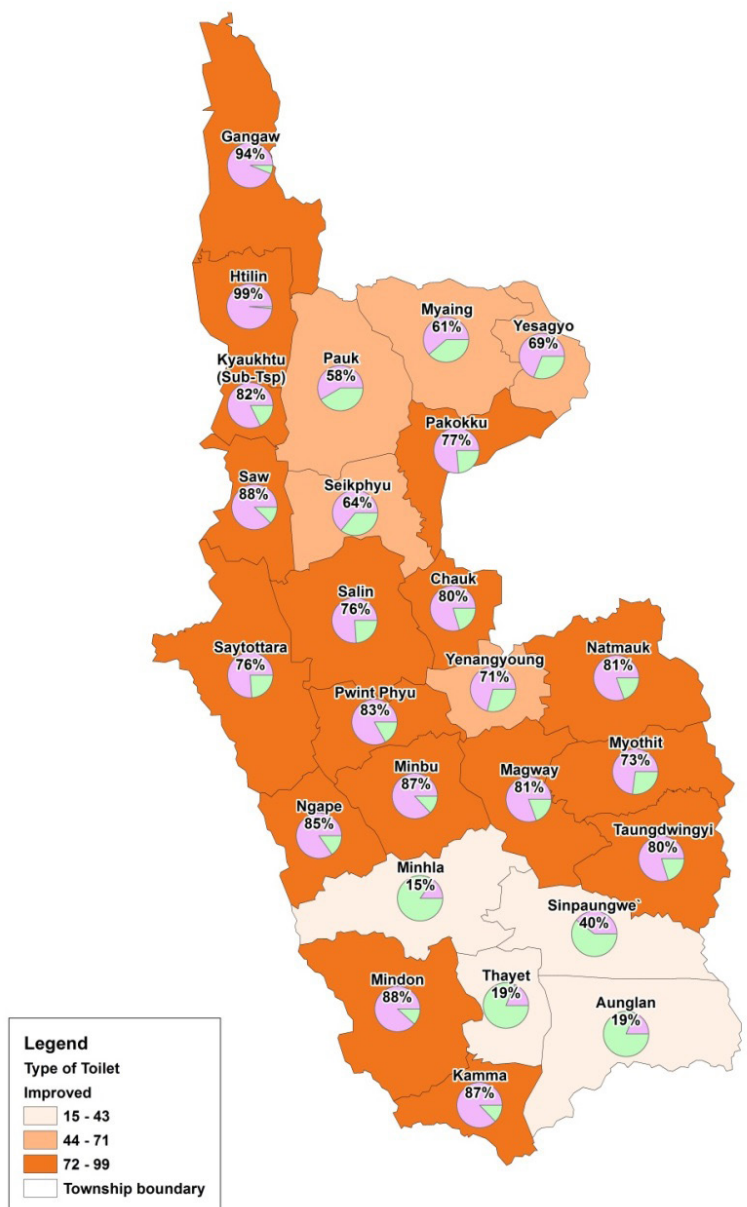 Gangaw
94%
Htilin
99%
Myaing
61%
Yesagyo
69%
Kyaukhtu
(Sub-Tsp)
82%
Pauk
58%
Pakokku
77%
Saw
88%
Seikphyu
64%
Chauk
80%
Salin
76%
Saytottara
76%
Yenangyoung
71%
Natmauk
81%
Pwint Phyu
83%
Myothit
73%
Minbu
87%
Magway
81%
Ngape
85%
Taungdwingyi
80%
Minhla
15%
Sinpaungwe`
40%
Mindon
88%
Thayet
19%
Aunglan
19%
Kamma
87%
Legend
Type of Toilet
Improved
15 - 43
44 - 71
72 - 99
Township boundary